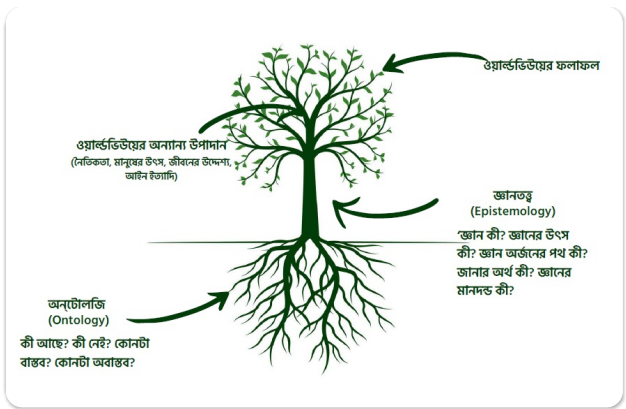 ওয়ার্ল্ডভিউয়ের ফলাফল
ওয়ার্ল্ডভিউয়ের অন্যান্য উপাদান
(নৈতিকতা, মানুষের উৎস, জীবনের উদ্দেশ্য,
আইন ইত্যাদি)
জ্ঞানতত্ত্ব
(Epistemology)
‘জ্ঞান কী? জ্ঞানের উৎস
কী? জ্ঞান অর্জনের পথ কী?
জানার অর্থ কী? জ্ঞানের
মানদন্ড কী?
অন্টোলজি
(Ontology)
কী আছে? কী নেই? কোনটা
বাস্তব? কোনটা অবাস্তব?